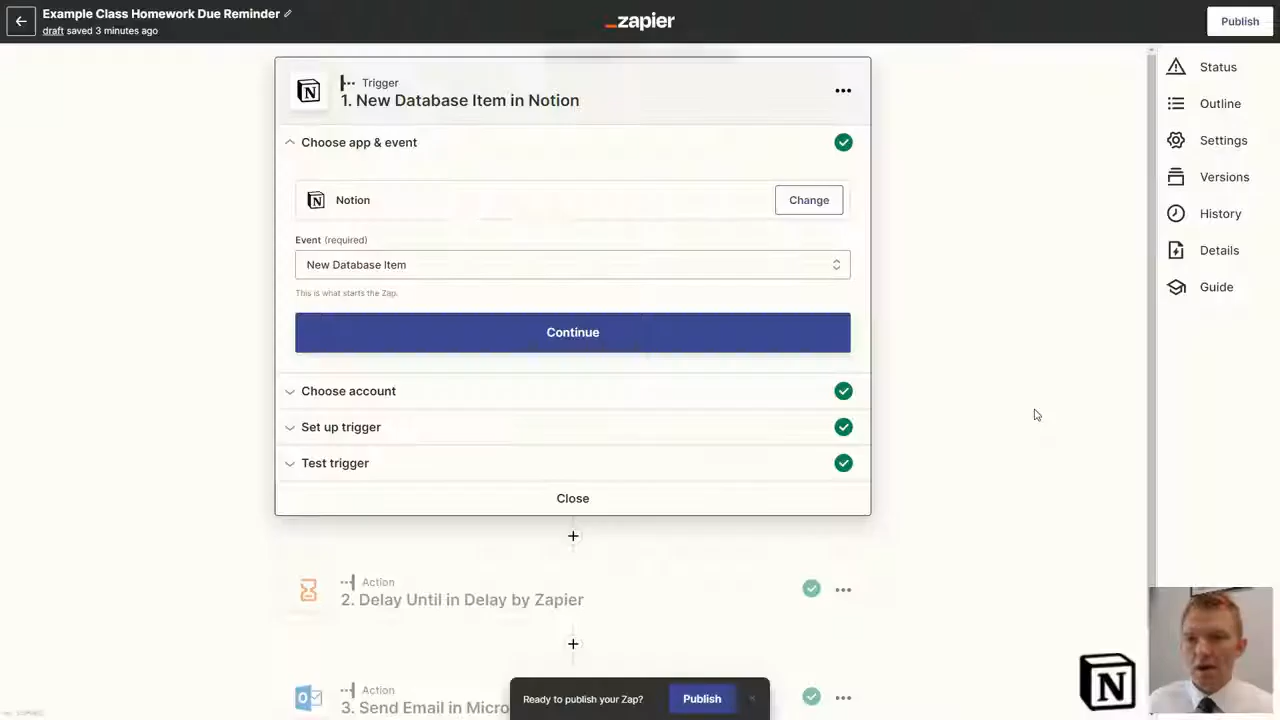 Example Class Homework Due Reminder
draft saved 3 minutes ago
_zapier
Publish
Trigger
1. New Database Item in Notion
Choose app & event
Notion
Change
Event (required)
New Database Item
This is what starts the Zap.
Continue
Choose account
Set up trigger
Test trigger
Close
Action
2. Delay Until in Delay by Zapier
Action
3. Send Email in Micro
Ready to publish your Zap?
Publish
Status
Outline
Settings
Versions
History
Details
Guide
N